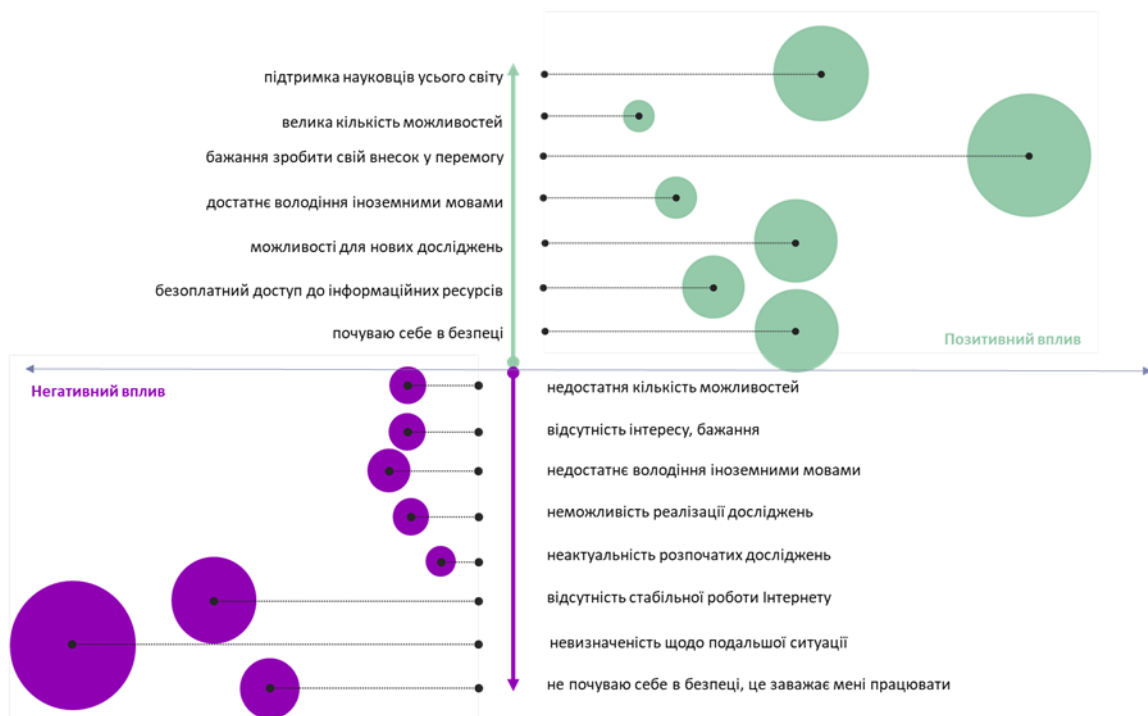 підтримка науковців усього світу
велика кількість можливостей
бажання зробити свій внесок у перемогу
достатнє володіння іноземними мовами
можливості для нових досліджень
безоплатний доступ до інформаційних ресурсів
почуваю себе в безпеці
Позитивний вплив
Негативний вплив
недостатня кількість можливостей
відсутність інтересу, бажання
недостатнє володіння іноземними мовами
неможливість реалізації досліджень
неактуальність розпочатих досліджень
відсутність стабільної роботи Інтернету
невизначеність щодо подальшої ситуації
не почуваю себе в безпеці, це заважає мені працювати